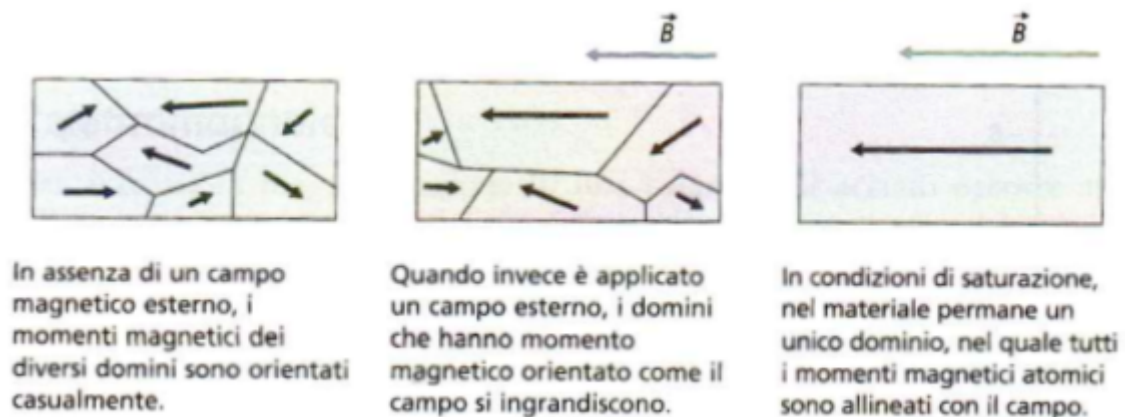 B
B
In assenza di un campo
magnetico esterno, i
momenti magnetici dei
diversi domini sono orientati
casualmente.
Quando invece è applicato
un campo esterno, i domini
che hanno momento
magnetico orientato come il
campo si ingrandiscono.
In condizioni di saturazione,
nel materiale permane un
unico dominio, nel quale tutti
i momenti magnetici atomici
sono allineati con il campo.